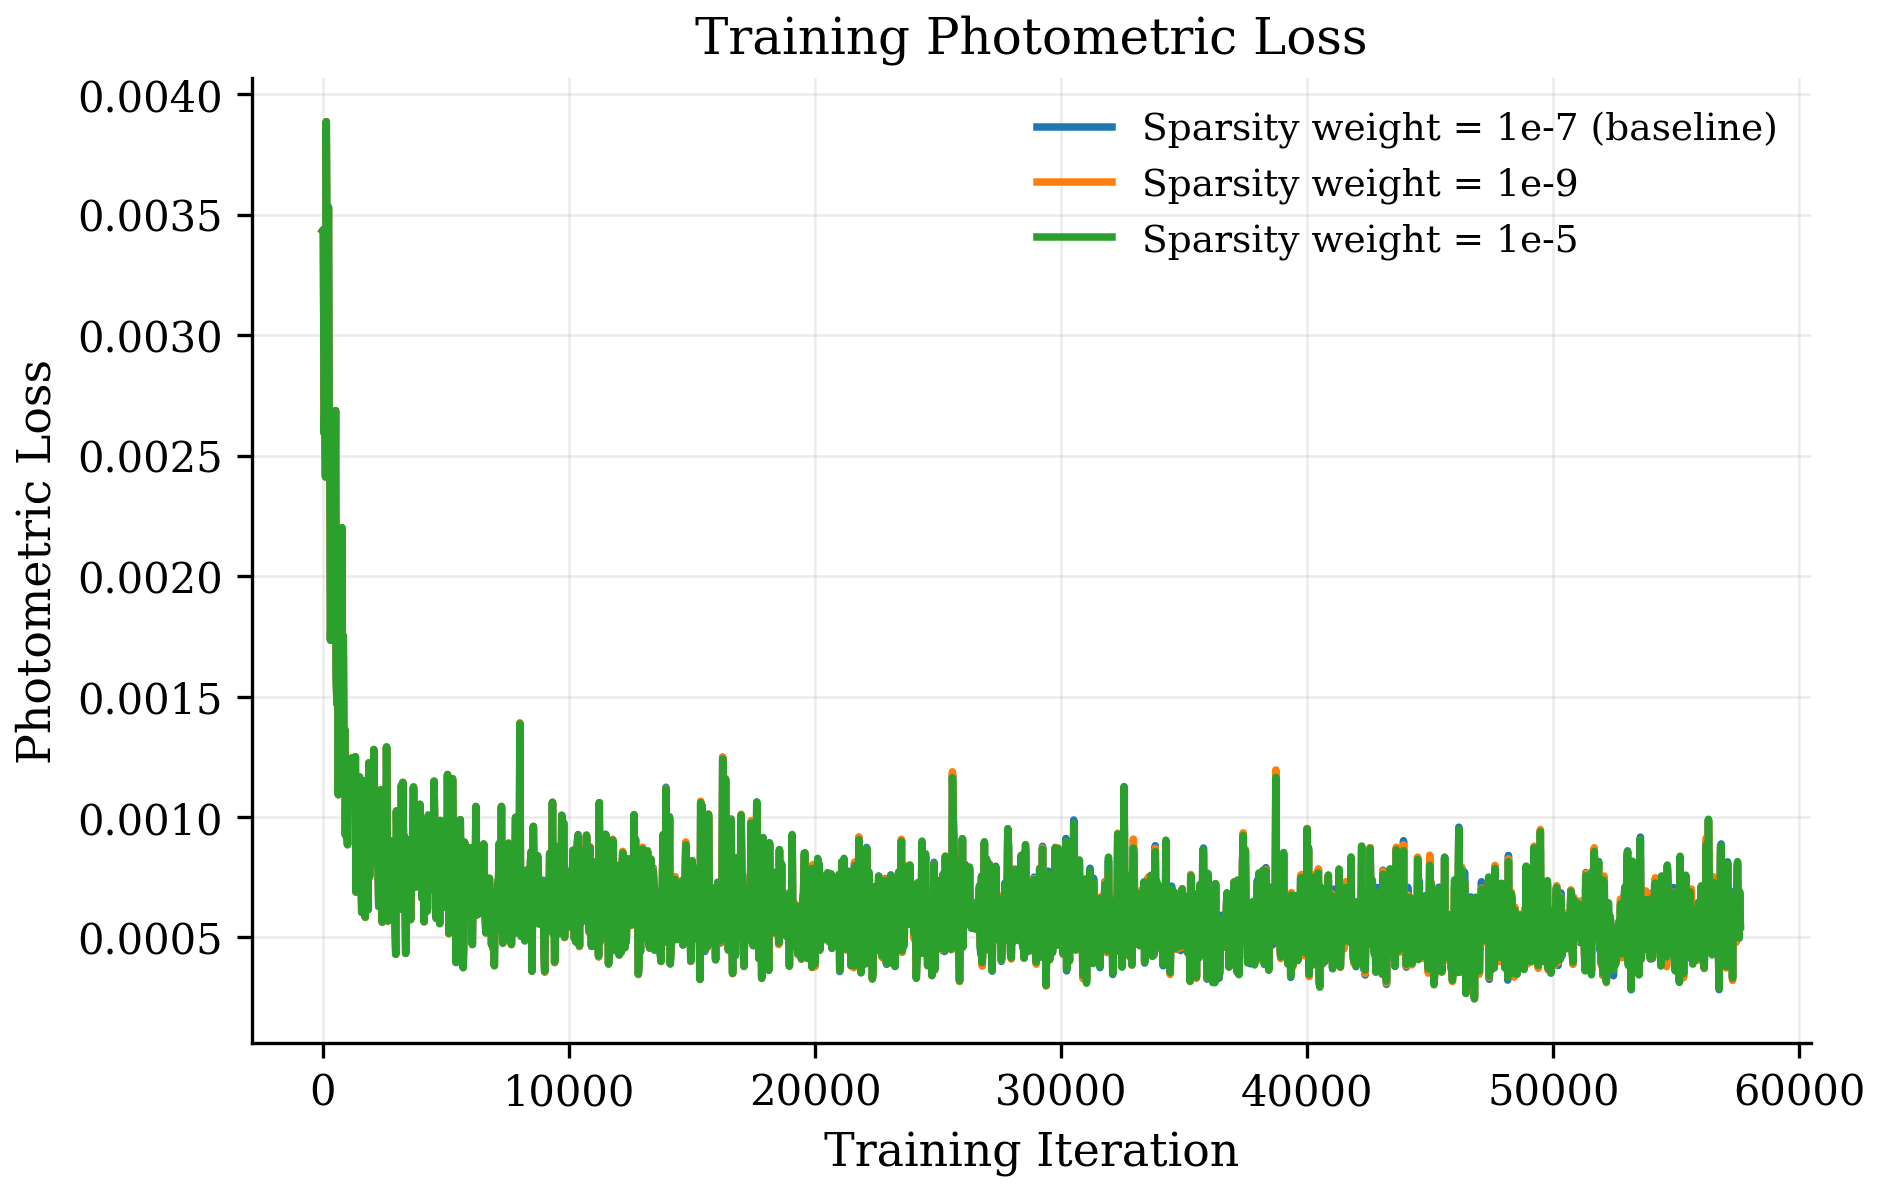 Training Photometric Loss
0.0040
0.0035
0.0030
0.0025
0.0020
0.0015
0.0010
0.0005
Photometric Loss
Sparsity weight = 1e-7 (baseline)
Sparsity weight = 1e-9
Sparsity weight = 1e-5
0 10000 20000 30000 40000 50000 60000
Training Iteration